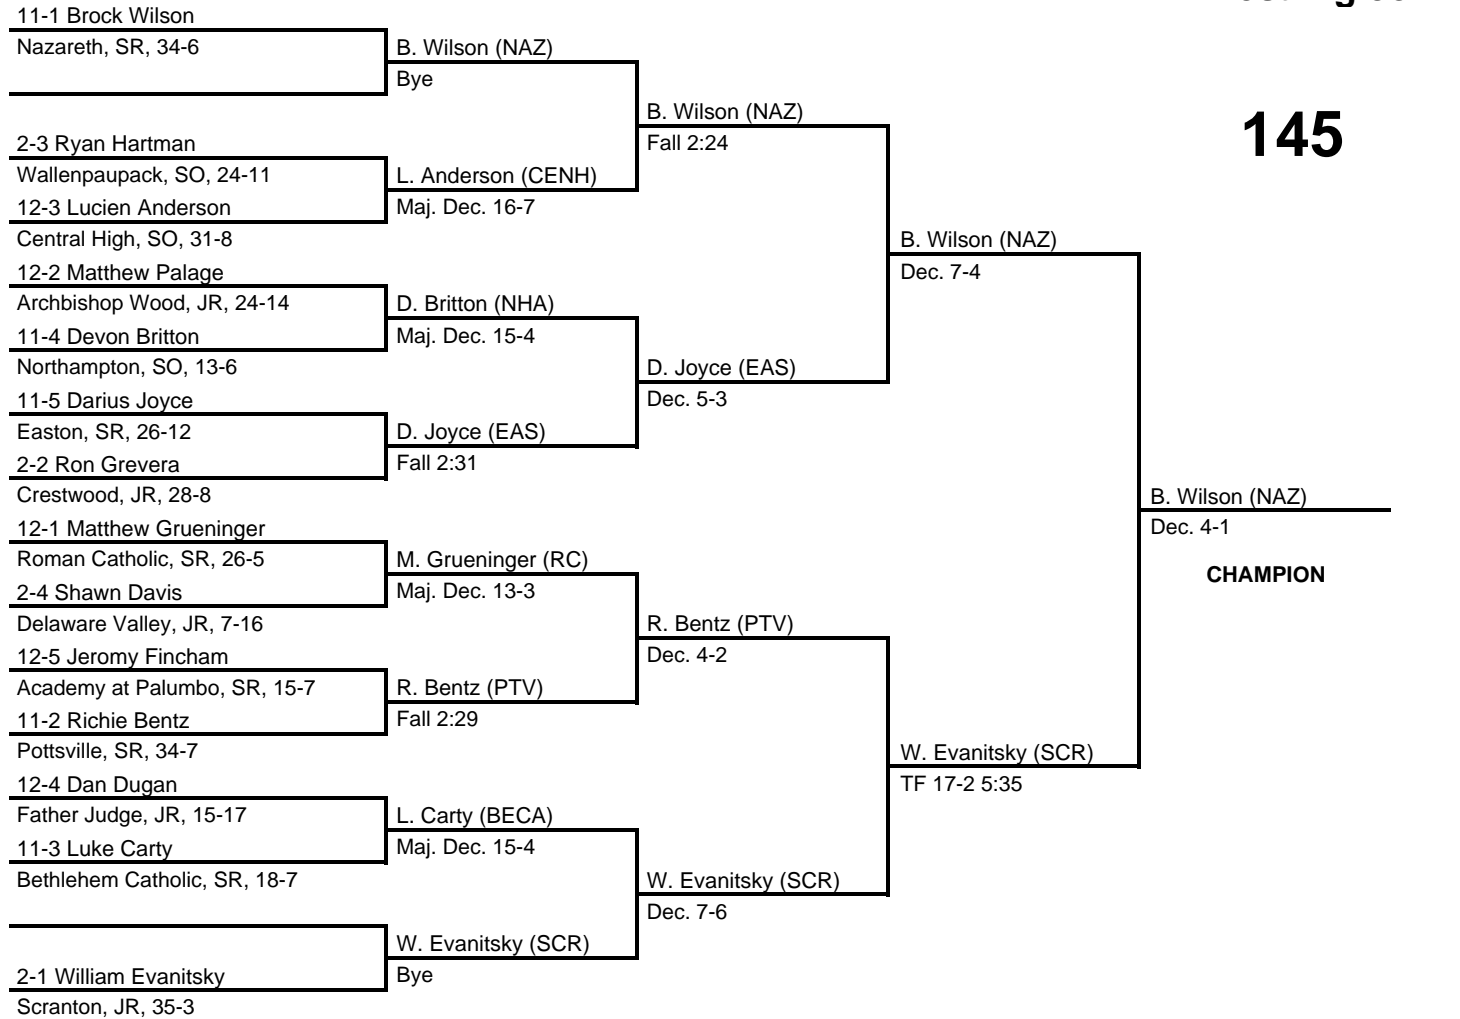 11-1 Brock Wilson
Nazareth, SR, 34-6
B. Wilson (NAZ)
Bye
B. Wilson (NAZ)
Fall 2:24
145
2-3 Ryan Hartman
Wallenpaupack, SO, 24-11
L. Anderson (CENH)
12-3 Lucien Anderson
Maj. Dec. 16-7
Central High, SO, 31-8
B. Wilson (NAZ)
Dec. 7-4
12-2 Matthew Palage
Archbishop Wood, JR, 24-14
D. Britton (NHA)
11-4 Devon Britton
Maj. Dec. 15-4
Northampton, SO, 13-6
D. Joyce (EAS)
Dec. 5-3
11-5 Darius Joyce
Easton, SR, 26-12
D. Joyce (EAS)
2-2 Ron Grevera
Fall 2:31
Crestwood, JR, 28-8
B. Wilson (NAZ)
Dec. 4-1
CHAMPION
12-1 Matthew Grueninger
Roman Catholic, SR, 26-5
M. Grueninger (RC)
2-4 Shawn Davis
Maj. Dec. 13-3
Delaware Valley, JR, 7-16
R. Bentz (PTV)
Dec. 4-2
12-5 Jeromy Fincham
Academy at Palumbo, SR, 15-7
R. Bentz (PTV)
11-2 Richie Bentz
Fall 2:29
Pottsville, SR, 34-7
W. Evanitsky (SCR)
TF 17-2 5:35
12-4 Dan Dugan
Father Judge, JR, 15-17
L. Carty (BECA)
11-3 Luke Carty
Maj. Dec. 15-4
Bethlehem Catholic, SR, 18-7
W. Evanitsky (SCR)
Dec. 7-6
W. Evanitsky (SCR)
2-1 William Evanitsky
Bye
Scranton, JR, 35-3